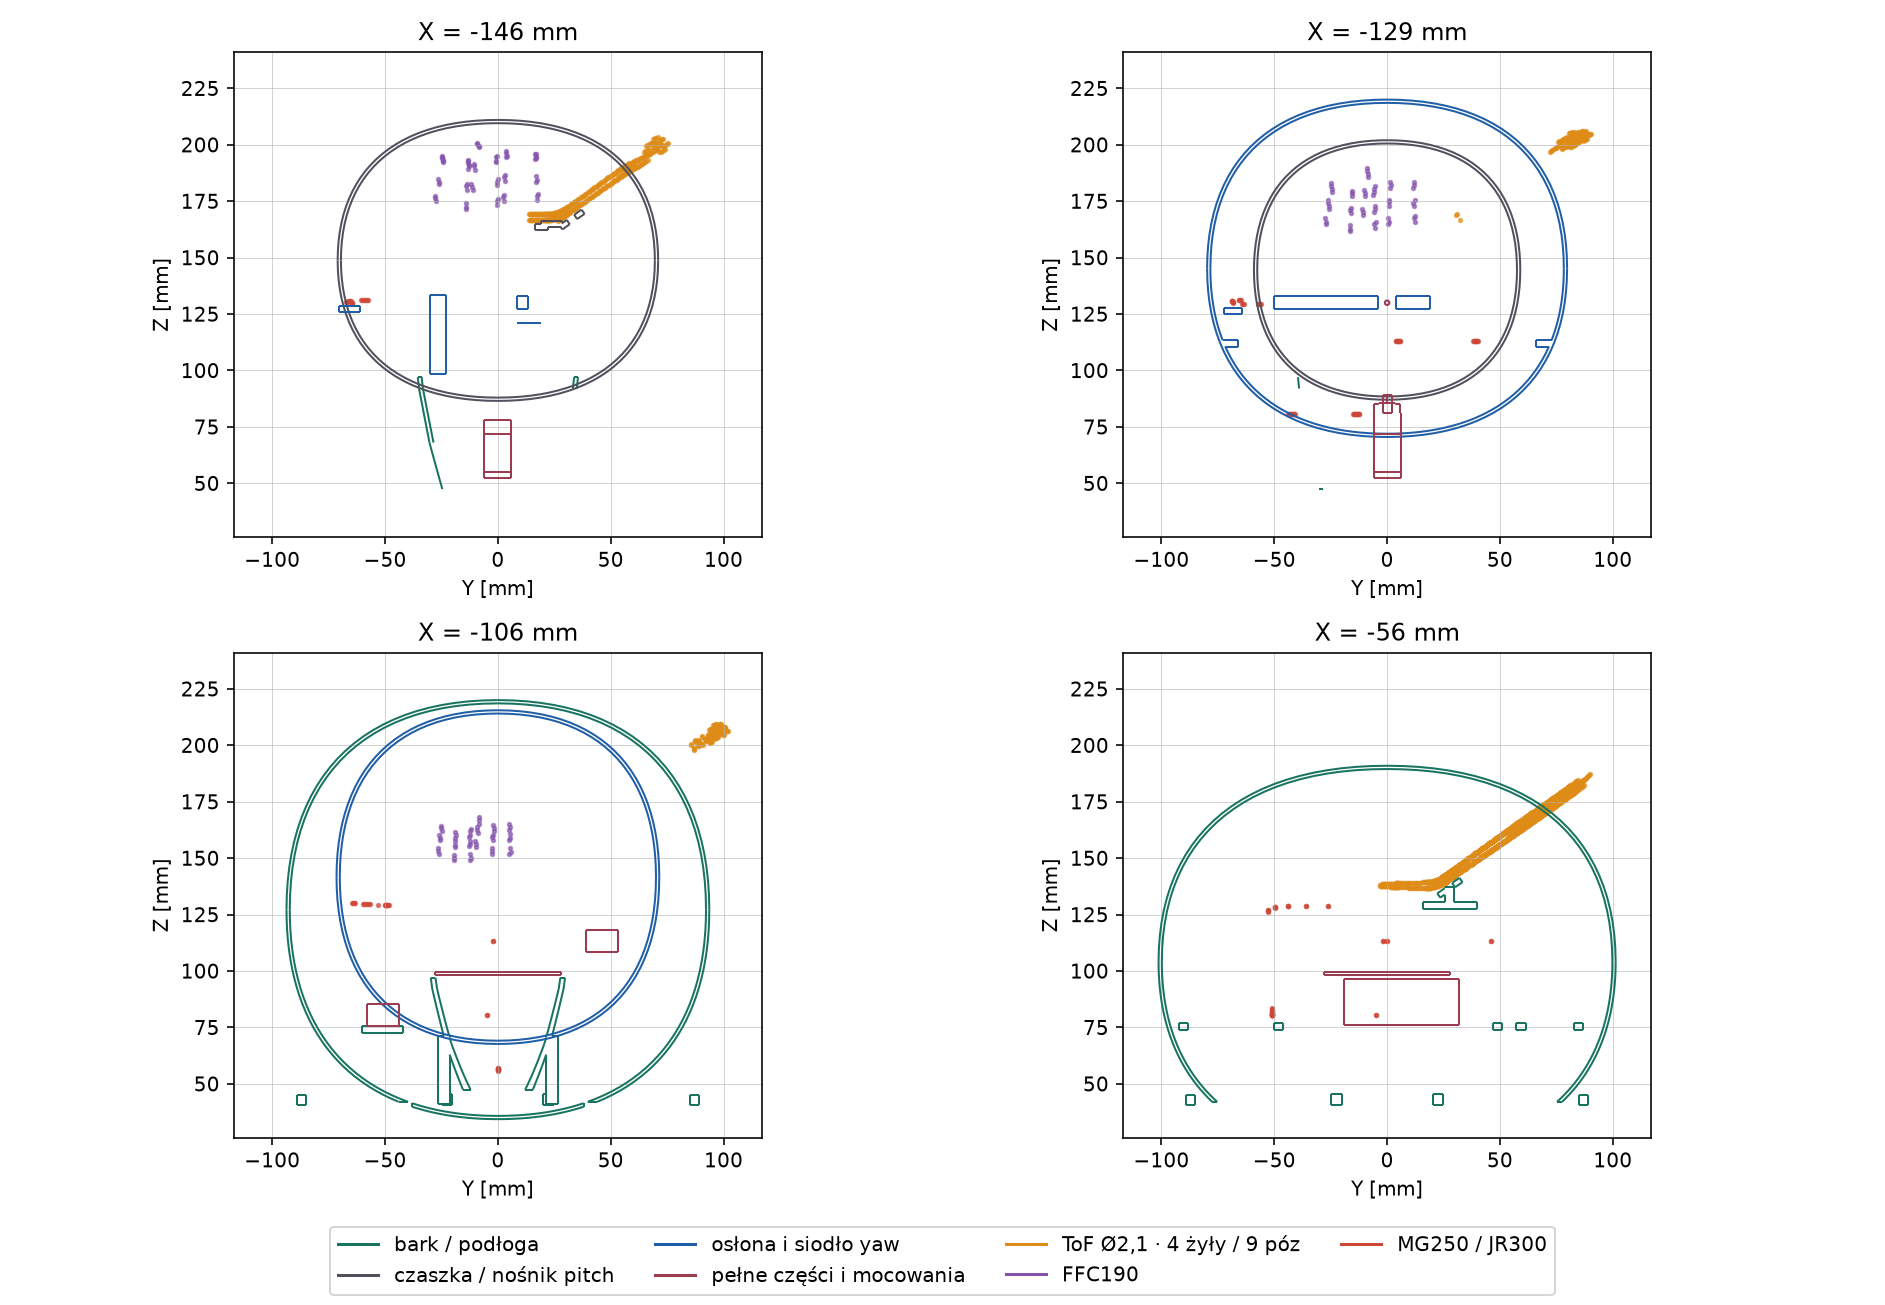 X = -146 mm
X = -129 mm
225
200
175
150
125
100
75
50
Z [mm]
−100 −50 0 50 100
Y [mm]
225
200
175
150
125
100
75
50
Z [mm]
−100 −50 0 50 100
Y [mm]
X = -106 mm
X = -56 mm
225
200
175
150
125
100
75
50
Z [mm]
−100 −50 0 50 100
Y [mm]
225
200
175
150
125
100
75
50
Z [mm]
−100 −50 0 50 100
Y [mm]
bark / podłoga
czaszka / nośnik pitch
osłona i siodło yaw
pełne części i mocowania
ToF Ø2,1 · 4 żyły / 9 póz
FFC190
MG250 / JR300